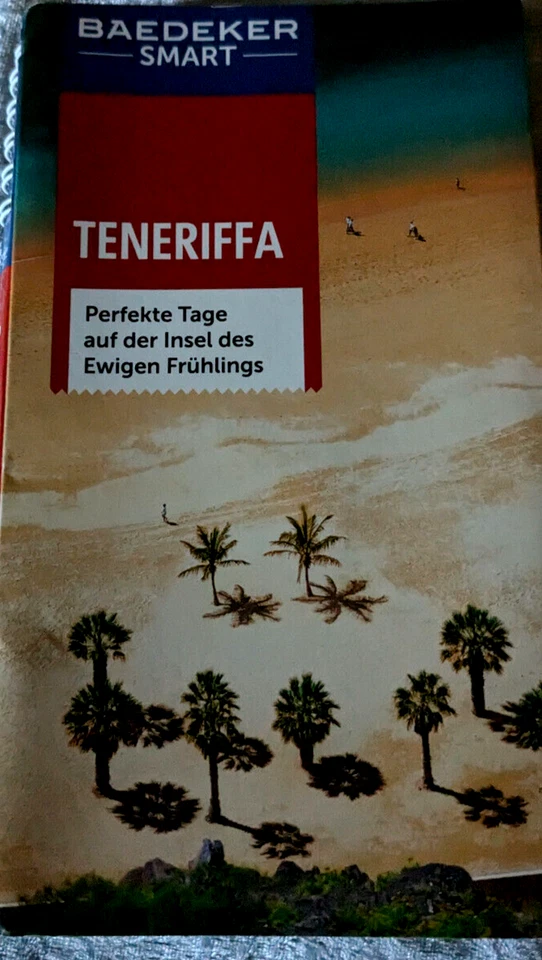 BAEDEKER
SMART
TENERIFFA
Perfekte Tage
auf der Insel des
Ewigen Frühlings